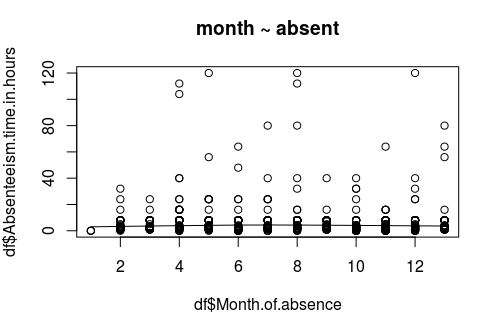 month ~ absent
df$Absenteeism.time.in.hours
120
80
40
0
2 4 6 8 10 12
df$Month.of.absence